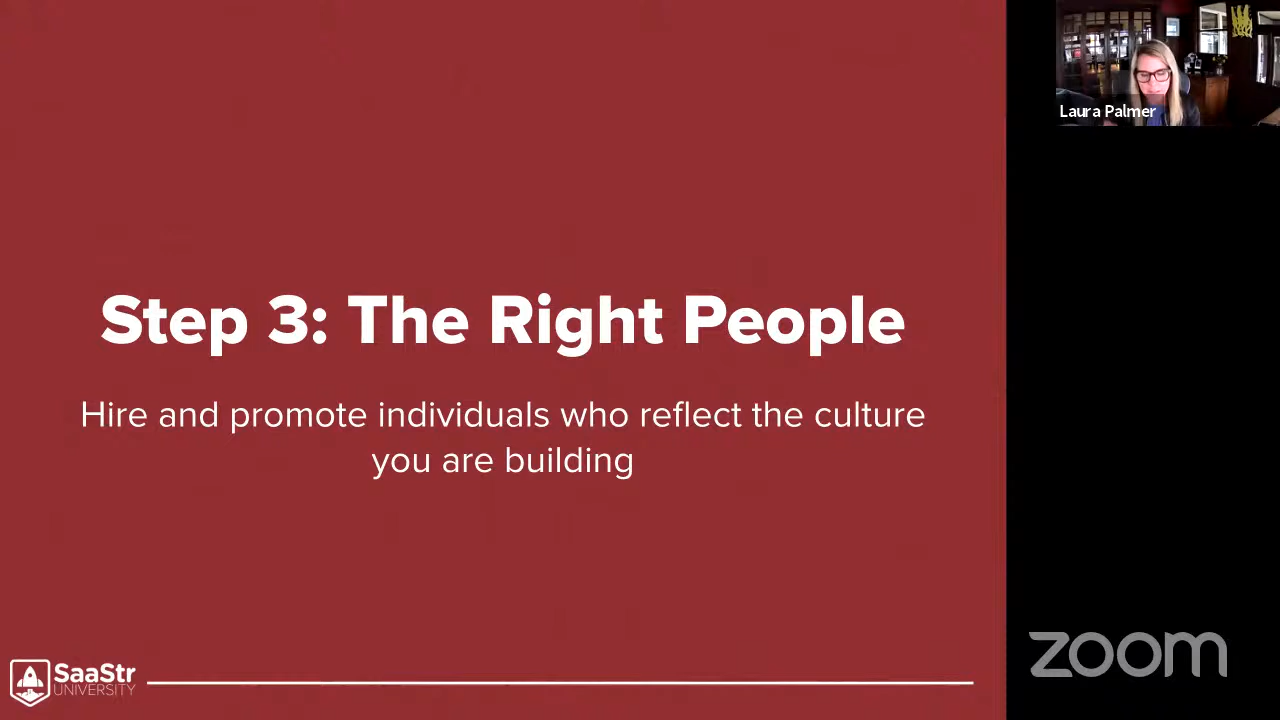 Laura Palmer
Step 3: The Right People
Hire and promote individuals who reflect the culture
you are building
SaaStr
UNIVERSITY
zoom